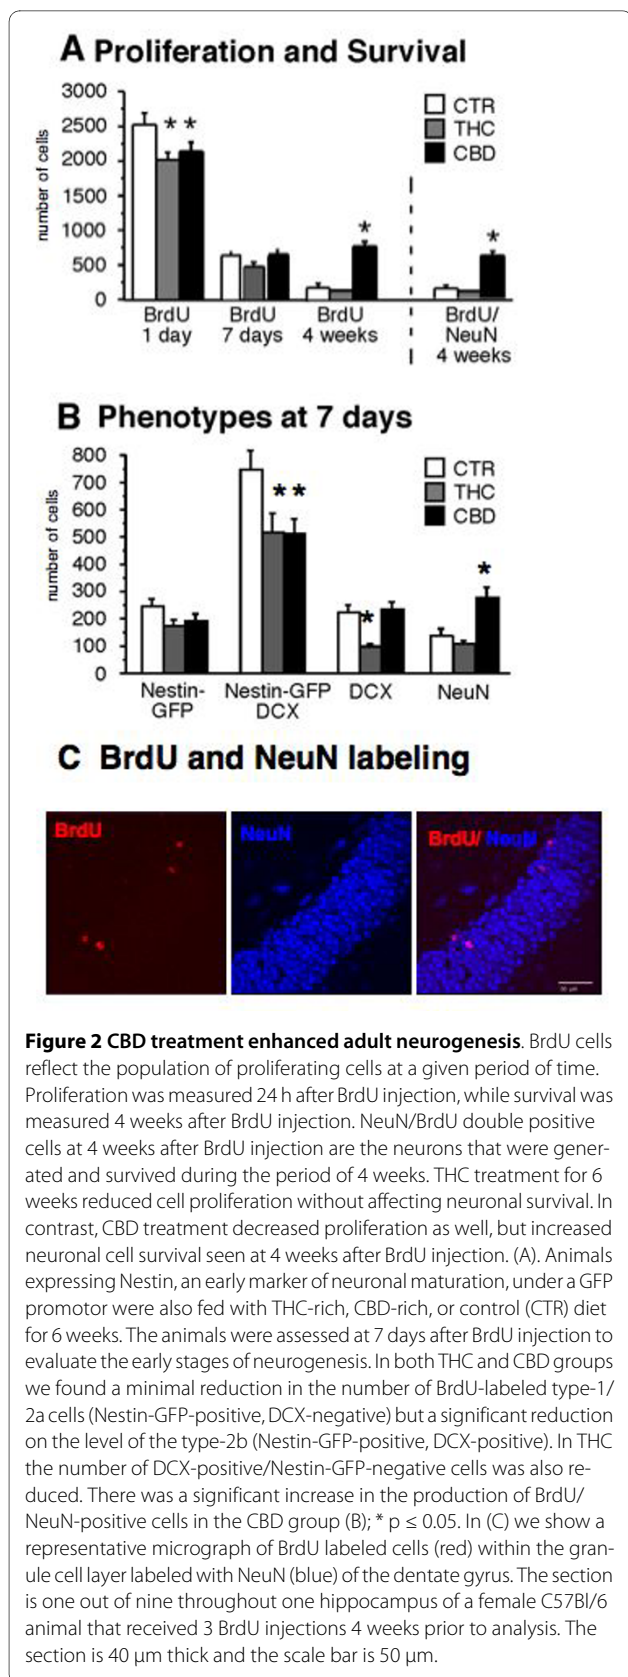 A Proliferation and Survival
3000
2500
2000
1500
1000
500
0
number of cells
* *
*
*
CTR
THC
CBD
BrdU
1 day
BrdU
7 days
BrdU
4 weeks
BrdU/
NeuN
4 weeks
B Phenotypes at 7 days
800
700
600
500
400
300
200
100
0
number of cells
* *
*
*
CTR
THC
CBD
Nestin-
GFP
Nestin-GFP
DCX
DCX
NeuN
C BrdU and NeuN labeling
BrdU
NeuN
BrdU/ NeuN
50 µm
Figure 2 CBD treatment enhanced adult neurogenesis. BrdU cells
reflect the population of proliferating cells at a given period of time.
Proliferation was measured 24 h after BrdU injection, while survival was
measured 4 weeks after BrdU injection. NeuN/BrdU double positive
cells at 4 weeks after BrdU injection are the neurons that were gener-
ated and survived during the period of 4 weeks. THC treatment for 6
weeks reduced cell proliferation without affecting neuronal survival. In
contrast, CBD treatment decreased proliferation as well, but increased
neuronal cell survival seen at 4 weeks after BrdU injection. (A). Animals
expressing Nestin, an early marker of neuronal maturation, under a GFP
promotor were also fed with THC-rich, CBD-rich, or control (CTR) diet
for 6 weeks. The animals were assessed at 7 days after BrdU injection to
evaluate the early stages of neurogenesis. In both THC and CBD groups
we found a minimal reduction in the number of BrdU-labeled type-1/
2a cells (Nestin-GFP-positive, DCX-negative) but a significant reduction
on the level of the type-2b (Nestin-GFP-positive, DCX-positive). In THC
the number of DCX-positive/Nestin-GFP-negative cells was also re-
duced. There was a significant increase in the production of BrdU/
NeuN-positive cells in the CBD group (B); * p ≤ 0.05. In (C) we show a
representative micrograph of BrdU labeled cells (red) within the gran-
ule cell layer labeled with NeuN (blue) of the dentate gyrus. The section
is one out of nine throughout one hippocampus of a female C57Bl/6
animal that received 3 BrdU injections 4 weeks prior to analysis. The
section is 40 µm thick and the scale bar is 50 µm.